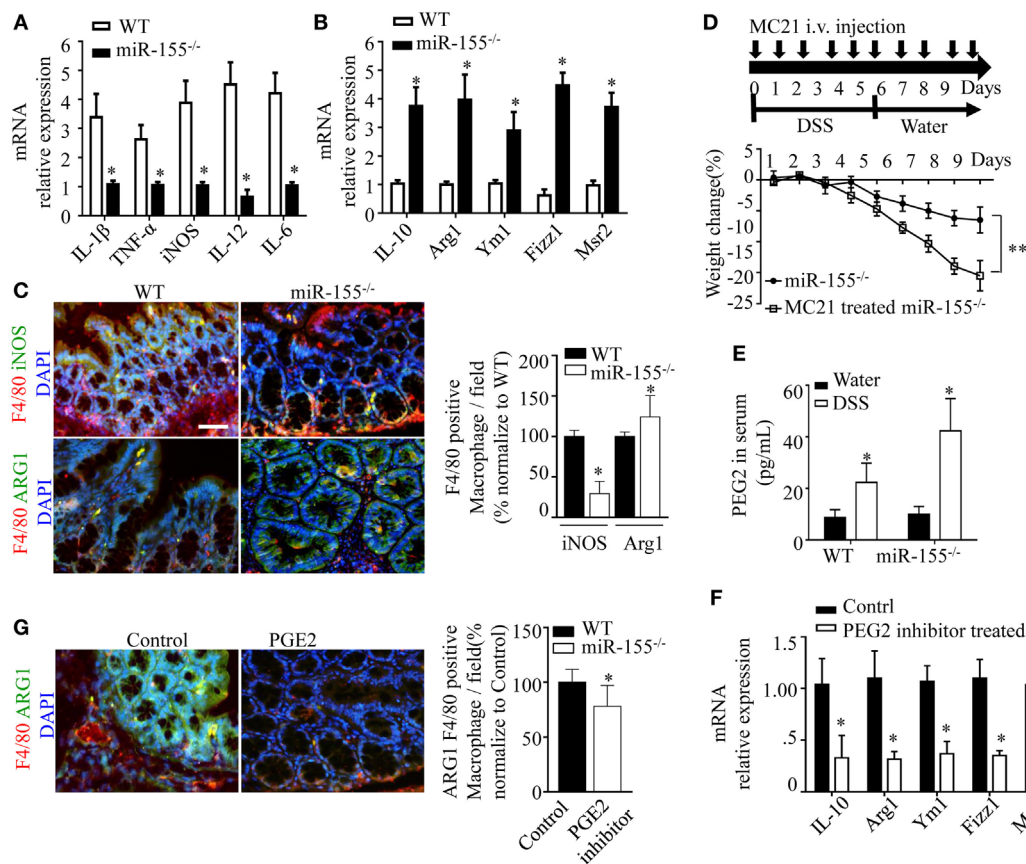 A
WT
miR-155-/-
mRNA
relative expression
6
5
4
3
2
1
0
* * * * *
IL-1β
TNF-α
iNOS
IL-12
IL-6
B
WT
miR-155-/-
mRNA
relative expression
6
5
4
3
2
1
0
* * * * *
IL-10
Arg1
Ym1
Fizz1
Msr2
D
MC21 i.v. injection
0 1 2 3 4 5 6 7 8 9 Days
DSS
Water
1 2 3 4 5 6 7 8 9 Days
Weight change(%)
5
0
-5
-10
-15
-20
-25
**
miR-155-/-
MC21 treated miR-155-/-
C
WT
miR-155-/-
F4/80 iNOS
DAPI
F4/80 ARG1
DAPI
F4/80 positive
Macrophage / field
(% normalize to WT)
WT
miR-155-/-
200
150
100
50
0
* *
iNOS
Arg1
E
Water
DSS
PEG2 in serum
(pg/mL)
60
40
20
0
* *
WT
miR-155-/-
F
Contrl
PEG2 inhibitor treated
mRNA
relative expression
1.00
.5
0
* * * *
IL-10
Arg1
Ym1
Fizz1
M
G
Control
PGE2
F4/80 ARG1
DAPI
ARG1 F4/80 positive
Macrophage / field(%
normalize to Control)
WT
miR-155-/-
150
100
50
0
*
Control
PGE2
inhibitor